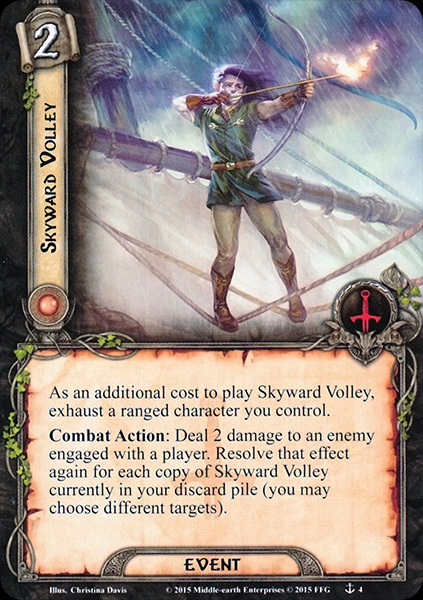 2
Skyward Volley
As an additional cost to play Skyward Volley,
exhaust a ranged character you control.
Combat Action: Deal 2 damage to an enemy
engaged with a player. Resolve that effect
again for each copy of Skyward Volley
currently in your discard pile (you may
choose different targets).
EVENT
Illus. Christina Davis © 2015 Middle-earth Enterprises © 2015 FFG 4